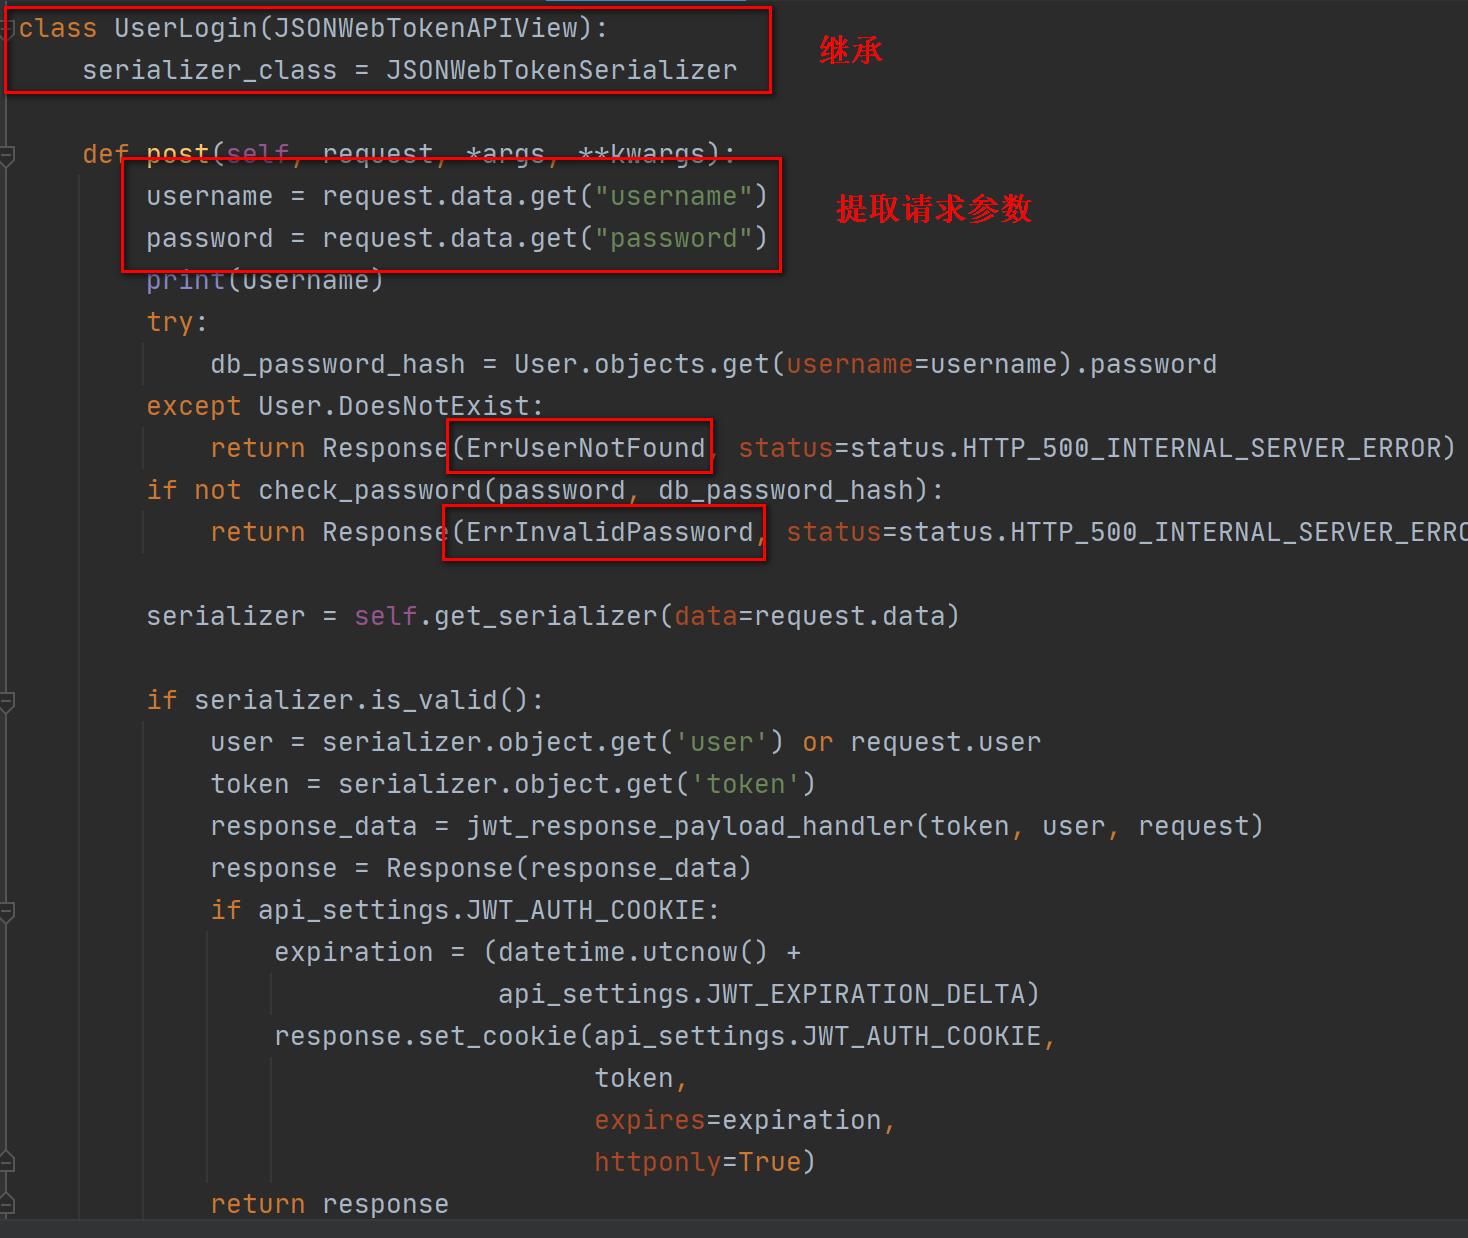 class UserLogin(JSONWebTokenAPIView):
继承
    serializer_class = JSONWebTokenSerializer
    def post(self, request, *args, **kwargs):
        username = request.data.get("username")
提取请求参数
        password = request.data.get("password")
        print(username)
        try:
            db_password_hash = User.objects.get(username=username).password
        except User.DoesNotExist:
            return Response(ErrUserNotFound, status=status.HTTP_500_INTERNAL_SERVER_ERROR)
        if not check_password(password, db_password_hash):
            return Response(ErrInvalidPassword, status=status.HTTP_500_INTERNAL_SERVER_ERRO
        serializer = self.get_serializer(data=request.data)
        if serializer.is_valid():
            user = serializer.object.get('user') or request.user
            token = serializer.object.get('token')
            response_data = jwt_response_payload_handler(token, user, request)
            response = Response(response_data)
            if api_settings.JWT_AUTH_COOKIE:
                expiration = (datetime.utcnow() +
                              api_settings.JWT_EXPIRATION_DELTA)
                response.set_cookie(api_settings.JWT_AUTH_COOKIE,
                                    token,
                                    expires=expiration,
                                    httponly=True)
            return response